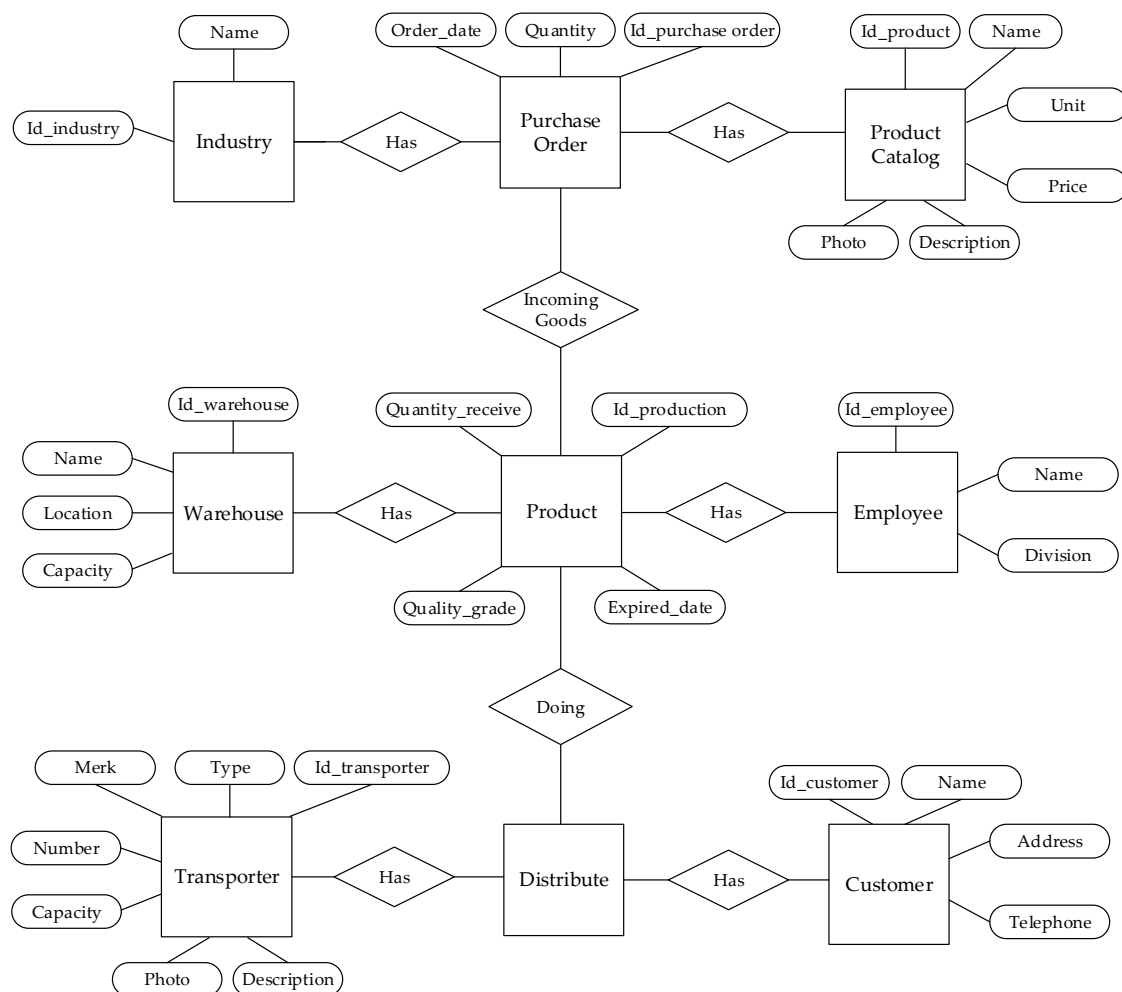 Name
Order_date
Quantity
Id_purchase order
Id_product
Name
Id_industry
Industry
Has
Purchase
Order
Has
Product
Catalog
Unit
Price
Photo
Description
Incoming
Goods
Id_warehouse
Quantity_receive
Id_production
Id_employee
Name
Location
Capacity
Warehouse
Has
Product
Has
Employee
Name
Division
Quality_grade
Expired_date
Doing
Merk
Type
Id_transporter
Id_customer
Name
Number
Capacity
Transporter
Has
Distribute
Has
Customer
Address
Telephone
Photo
Description